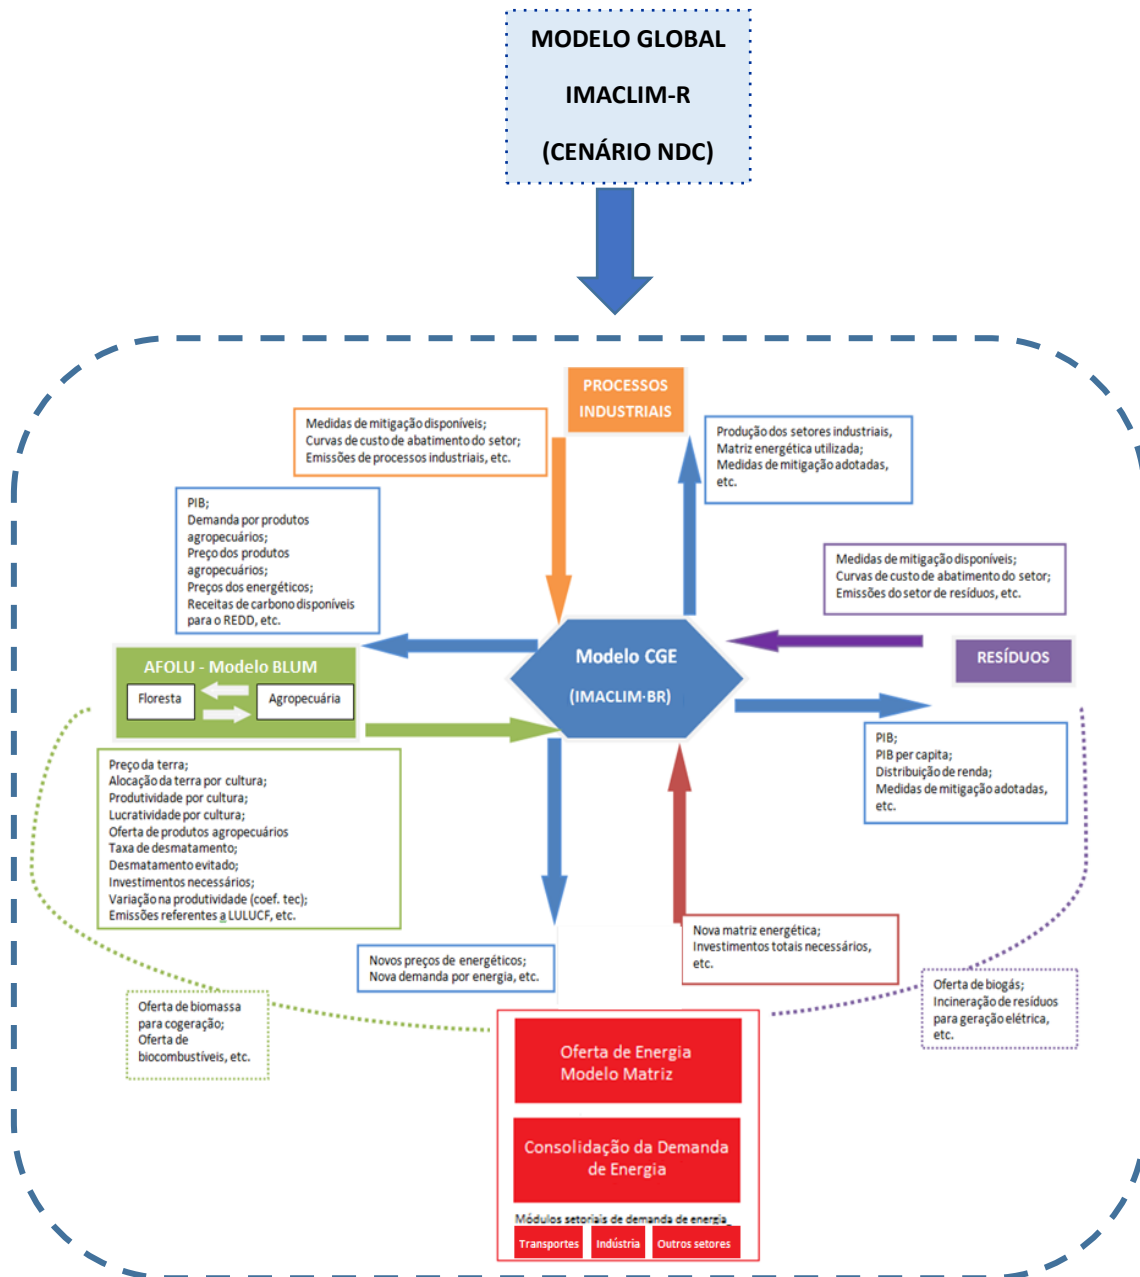 MODELO GLOBAL
IMACLIM-R
(CENÁRIO NDC)
PROCESSOS
INDUSTRIAIS
Medidas de mitigação disponíveis;
Curvas de custo de abatimento do setor;
Emissões de processos industriais, etc.
Produção dos setores industriais,
Matriz energética utilizada;
Medidas de mitigação adotadas,
etc.
PIB;
Demanda por produtos
agropecuários;
Preço dos produtos
agropecuários;
Preços dos energéticos;
Receitas de carbono disponíveis
para o REDD, etc.
Medidas de mitigação disponíveis;
Curvas de custo de abatimento do setor;
Emissões do setor de resíduos, etc.
AFOLU - Modelo BLUM
Floresta
Agropecuária
Modelo CGE
(IMACLIM-BR)
RESÍDUOS
PIB;
PIB per capita;
Distribuição de renda;
Medidas de mitigação adotadas,
etc.
Preço da terra;
Alocação da terra por cultura;
Produtividade por cultura;
Lucratividade por cultura;
Oferta de produtos agropecuários
Taxa de desmatamento;
Desmatamento evitado;
Investimentos necessários;
Variação na produtividade (coef. tec);
Emissões referentes a LULUCF, etc.
Novos preços de energéticos;
Nova demanda por energia, etc.
Nova matriz energética;
Investimentos totais necessários,
etc.
Oferta de biomassa
para cogeração;
Oferta de
biocombustíveis, etc.
Oferta de biogás;
Incineração de resíduos
para geração elétrica,
etc.
Oferta de Energia
Modelo Matriz
Consolidação da Demanda
de Energia
Módulos setoriais de demanda de energia
Transportes
Indústria
Outros setores